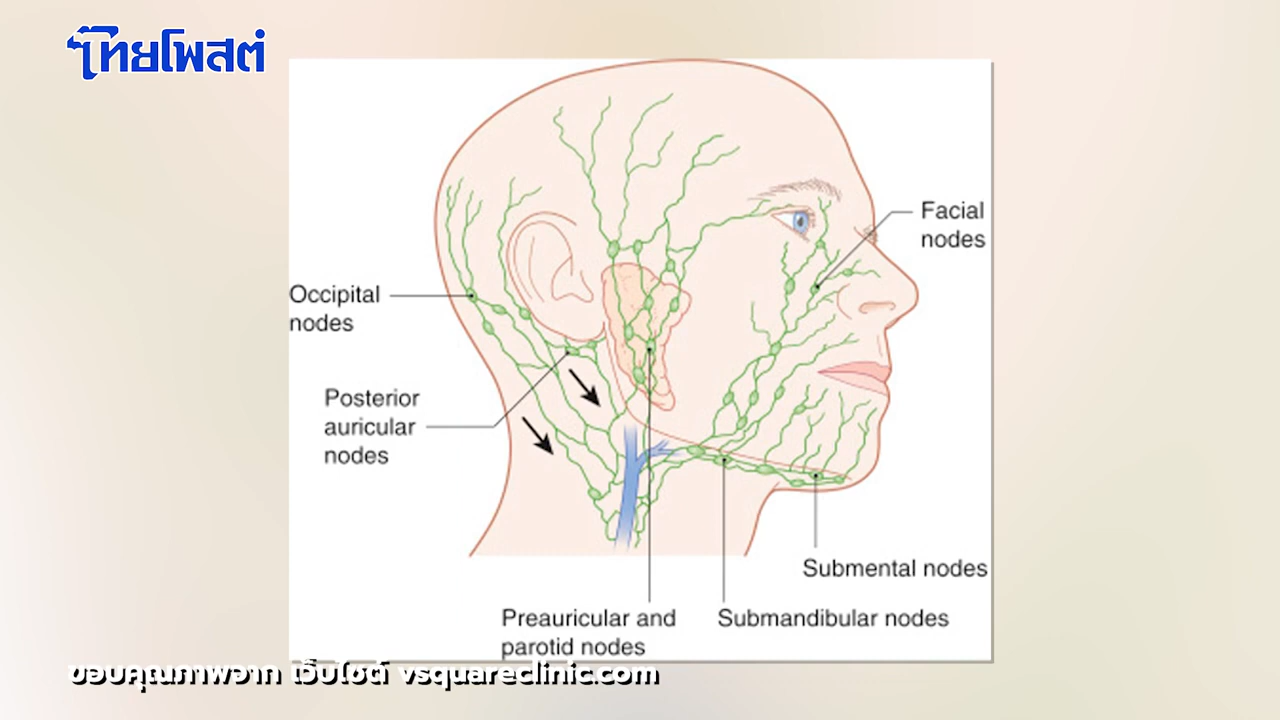 ไทยโพสต์
Facial
nodes
Occipital
nodes
Posterior
auricular
nodes
Submental nodes
Preauricular and
parotid nodes
Submandibular nodes
ขอบคุณภาพจาก เว็บไซต์ vsquareclinic.com